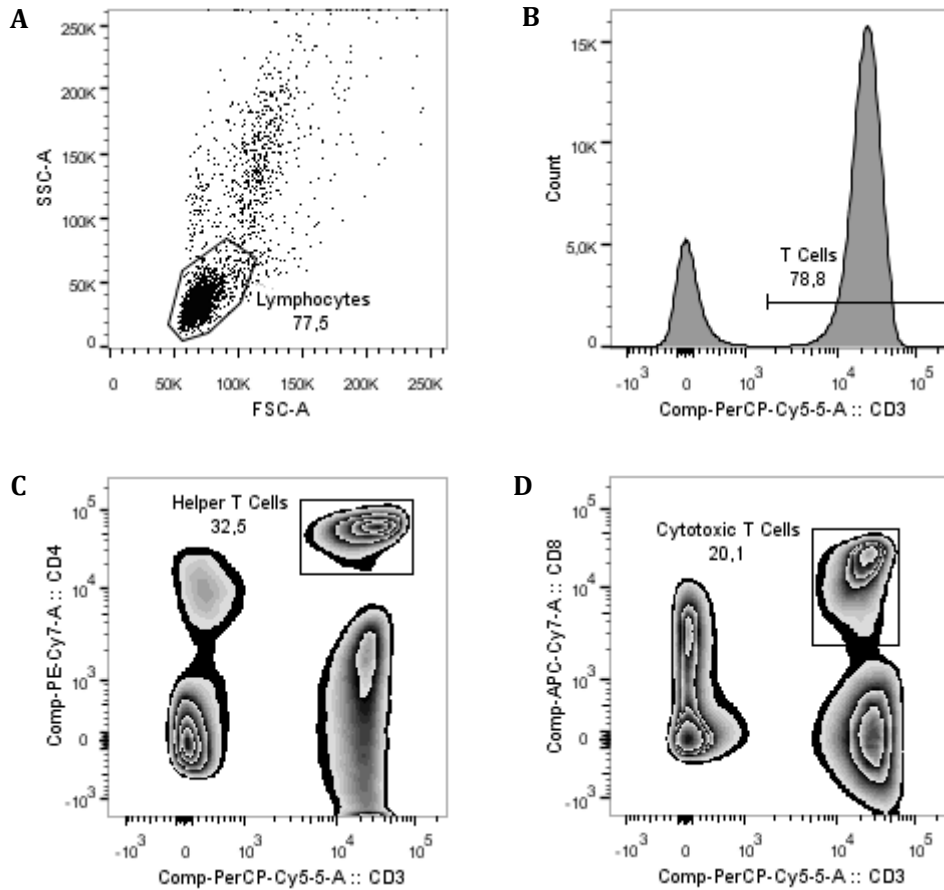 A
250K
200K
150K
100K
50K
0
SSC-A
Lymphocytes
77,5
0 50K 100K 150K 200K 250K
FSC-A
B
15K
10K
5,0K
0
Count
T Cells
78,8
-10^3 0 10^3 10^4 10^5
Comp-PerCP-Cy5-5-A :: CD3
C
10^5
10^4
10^3
0
-10^3
Comp-PE-Cy7-A :: CD4
Helper T Cells
32,5
-10^3 0 10^3 10^4 10^5
Comp-PerCP-Cy5-5-A :: CD3
D
10^5
10^4
10^3
0
-10^3
Comp-APC-Cy7-A :: CD8
Cytotoxic T Cells
20,1
-10^3 0 10^3 10^4 10^5
Comp-PerCP-Cy5-5-A :: CD3